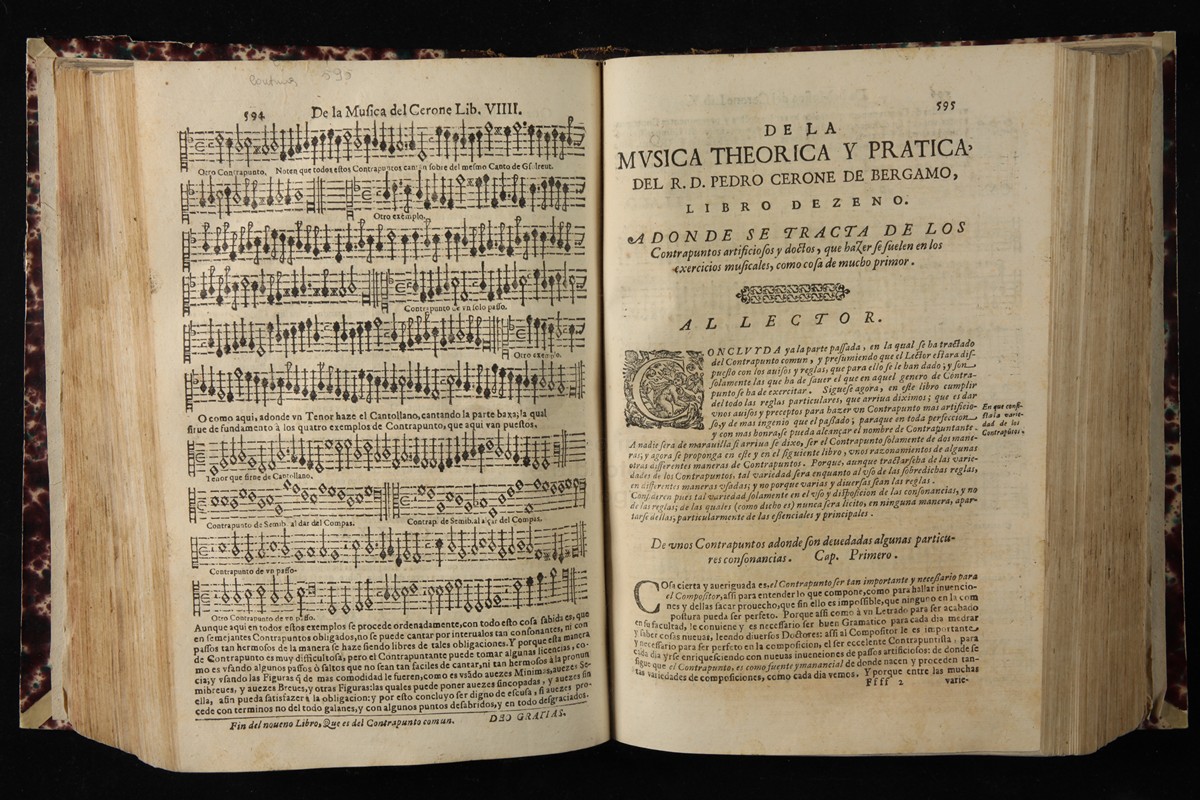 595
594
De la Musica del Cerone Lib. VIIII.
Otro Contrapunto. Noten que todos estos Contrapuntos cantan sobre del mesmo Canto de Gsolreut.
Otro exemplo.
Contrapunto de vn solo passo.
Otro exemplo.
O como aqui, adonde vn Tenor haze el Cantollano, cantando la parte baxa; la qual
sirue de fundamento à los quatro exemplos de Contrapunto, que aqui van puestos.
Tenor que sirue de Cantollano.
Contrapunto de Semib. al dar del Compas.
Contrap. de Semib. al alçar del Compas.
Contrapunto de vn passo.
Otro Contrapunto de vn passo.
Aunque aqui en todos estos exemplos se procede ordenadamente, con todo esto cosa sabida es, que
en semejantes Contrapuntos obligados, no se puede cantar por interualos tan consonantes, ni con
passos tan hermosos de la manera se haze siendo libres de tales obligaciones. Y porque esta manera
de Contrapunto es muy difficultosa, pero el Contrapuntante puede tomar algunas licencias, co-
mo es vsando algunos passos ò saltos que no sean tan faciles de cantar, ni tan hermosos à la pronun
cia; y vsando las Figuras q̃ de mas comodidad le fueren, como es vsādo auezes Minimas, auezes Se-
mibreues, y auezes Breues, y otras Figuras: las quales puede poner auezes sincopadas, y auezes sin
ella, afin pueda satisfazer à la obligacion: y por esto concluyo ser digno de escusa, si auezes pro-
cede con terminos no del todo galanes, y con algunos puntos desabridos, y en todo desgraciados.
Fin del noueno Libro, Que es del Contrapunto comun. DEO GRATIAS.
595
DE LA
MVSICA THEORICA Y PRATICA,
DEL R. D. PEDRO CERONE DE BERGAMO,
LIBRO DEZENO.
ADONDE SE TRACTA DE LOS
Contrapuntos artificiosos y doctos, que hazer se suelen en los
exercicios musicales, como cosa de mucho primor.
AL LECTOR.
CONCLVYDA ya la parte passada, en la qual se ha tractado
del Contrapunto comun, y presumiendo que el Lector estara dis-
puesto con los auisos y reglas, que para ello se le han dado; y son
solamente las que ha de sauer el que en aquel genero de Contra-
punto se ha de exercitar. Siguese agora, en este libro cumplir
del todo las reglas particulares, que arriua diximos; que es dar
vnos auisos y preceptos para hazer vn Contrapunto mas artificio-
so, y de mas ingenio que el passado; paraque en toda perfeccion
y con mas honra, se pueda alcançar el nombre de Contrapuntante.
En que consi-
ste la varie-
dad de los
Contrapūtos.
A nadie sera de marauilla si arriua se dixo, ser el Contrapunto solamente de dos mane-
ras, y agora se proponga en este y en el siguiente libro, vnos razonamientos de algunas
otras differentes maneras de Contrapuntos. Porque, aunque tractarseha de las varie-
dades de los Contrapuntos; tal variedad sera enquanto al vso de las sobredichas reglas,
en differentes maneras vsadas; y no porque varias y diuersas sean las reglas.
Consideren pues tal variedad solamente en el vso y disposicion de las consonancias, y no
de las reglas; de las quales (como dicho es) nunca sera licito, en ninguna manera, apar-
tarse dellas, particularmente de las essenciales y principales.
De vnos Contrapuntos adonde son deuedadas algunas particu-
res consonancias. Cap. Primero.
COsa cierta y aueriguada es, el Contrapunto ser tan importante y necessario para
el Compositor, assi para entender lo que compone, como para hallar inuencio-
nes y dellas sacar prouecho, que sin ello es impossible, que ninguno en la com
postura pueda ser perfeto. Porque assi como à vn Letrado para ser acabado
en su facultad, le conuiene y es necessario ser buen Gramatico para cada dia medrar
y saber cosas nueuas, leendo diuersos Doctores: assi al Compositor le es importante
y necessario para ser perfeto en la composicion, el ser eccelente Contrapuntista, para
cada dia yrse enriquesciendo con nueuas inuenciones de passos artificiosos: de donde se
sigue que el Contrapunto, es como fuente y manancial de donde nacen y proceden tan-
tas variedades de composiciones, como cada dia vemos. Y porque entre las muchas
Ffff 2 varie-